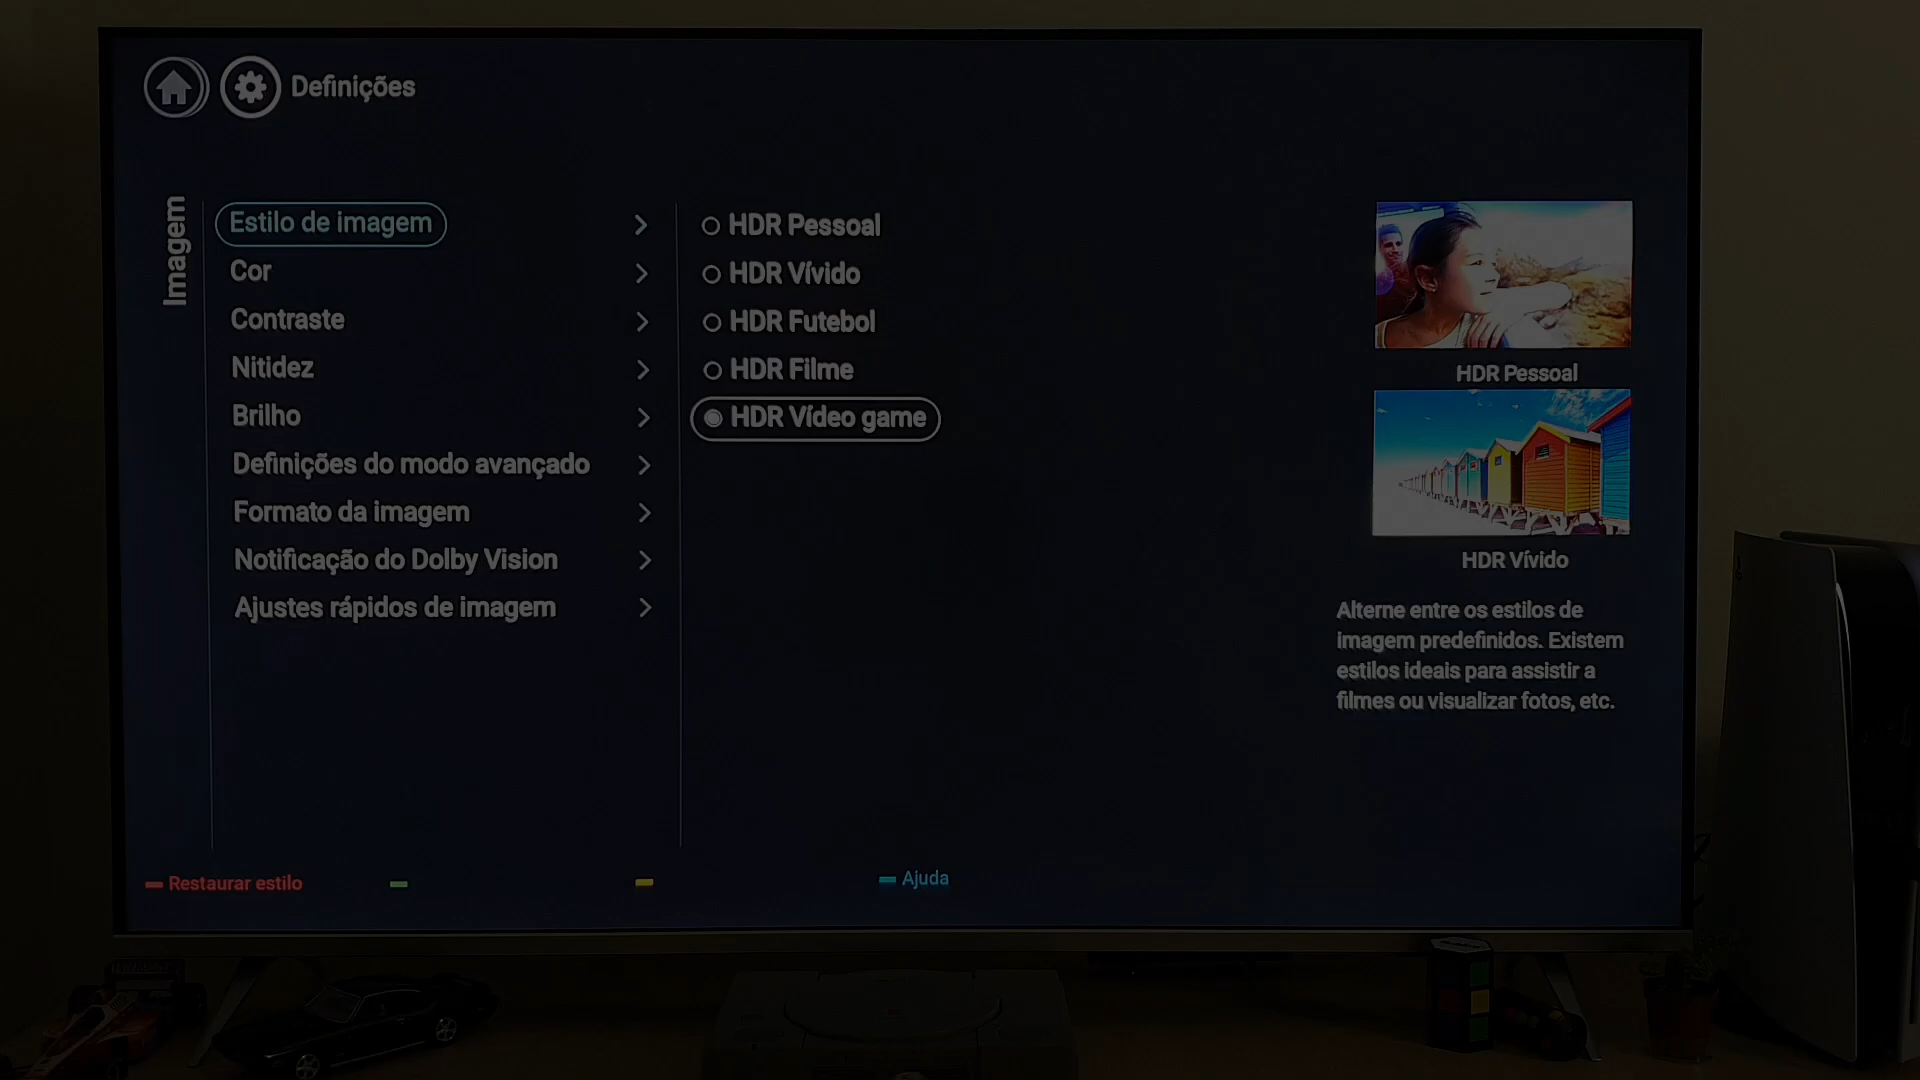 Definições
Imagem
Estilo de imagem
Cor
Contraste
Nitidez
Brilho
Definições do modo avançado
Formato da imagem
Notificação do Dolby Vision
Ajustes rápidos de imagem
HDR Pessoal
HDR Vívido
HDR Futebol
HDR Filme
HDR Vídeo game
HDR Pessoal
HDR Vívido
Alterne entre os estilos de
imagem predefinidos. Existem
estilos ideais para assistir a
filmes ou visualizar fotos, etc.
Restaurar estilo
Ajuda